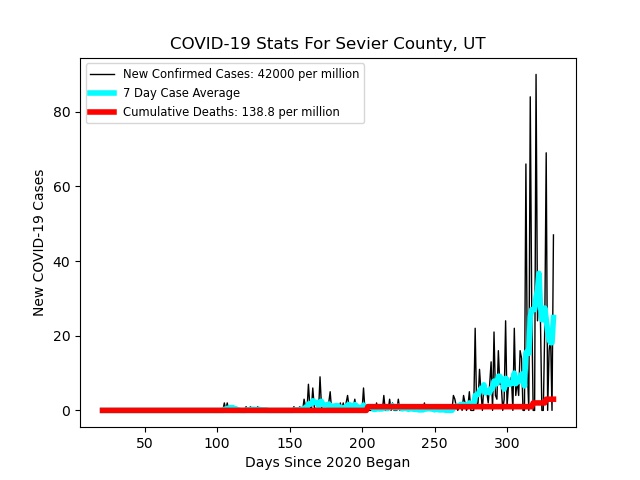 COVID-19 Stats For Sevier County, UT
New Confirmed Cases: 42000 per million
7 Day Case Average
Cumulative Deaths: 138.8 per million
New COVID-19 Cases
80
60
40
20
0
50 100 150 200 250 300
Days Since 2020 Began